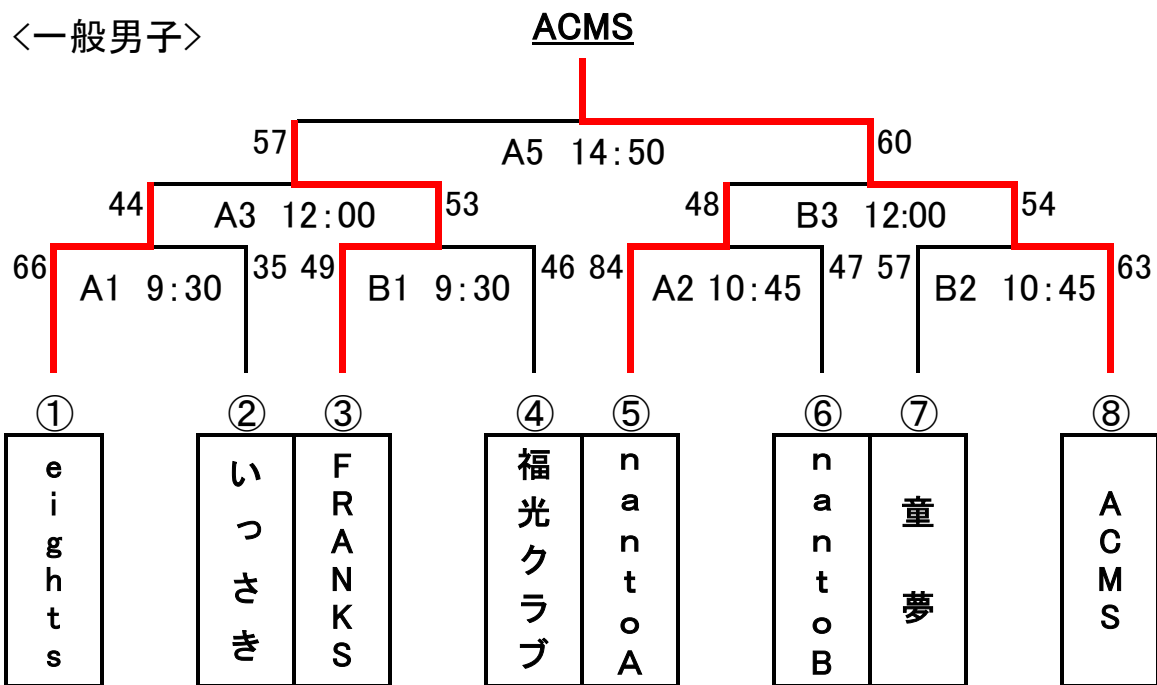 <一般男子>
ACMS
57 A5 14:50 60
44 A3 12:00 53 48 B3 12:00 54
66 A1 9:30 35 49 B1 9:30 46 84 A2 10:45 47 57 B2 10:45 63
① ② ③ ④ ⑤ ⑥ ⑦ ⑧
eights
いっさき
FRANKS
福光クラブ
nantoA
nantoB
童夢
ACMS